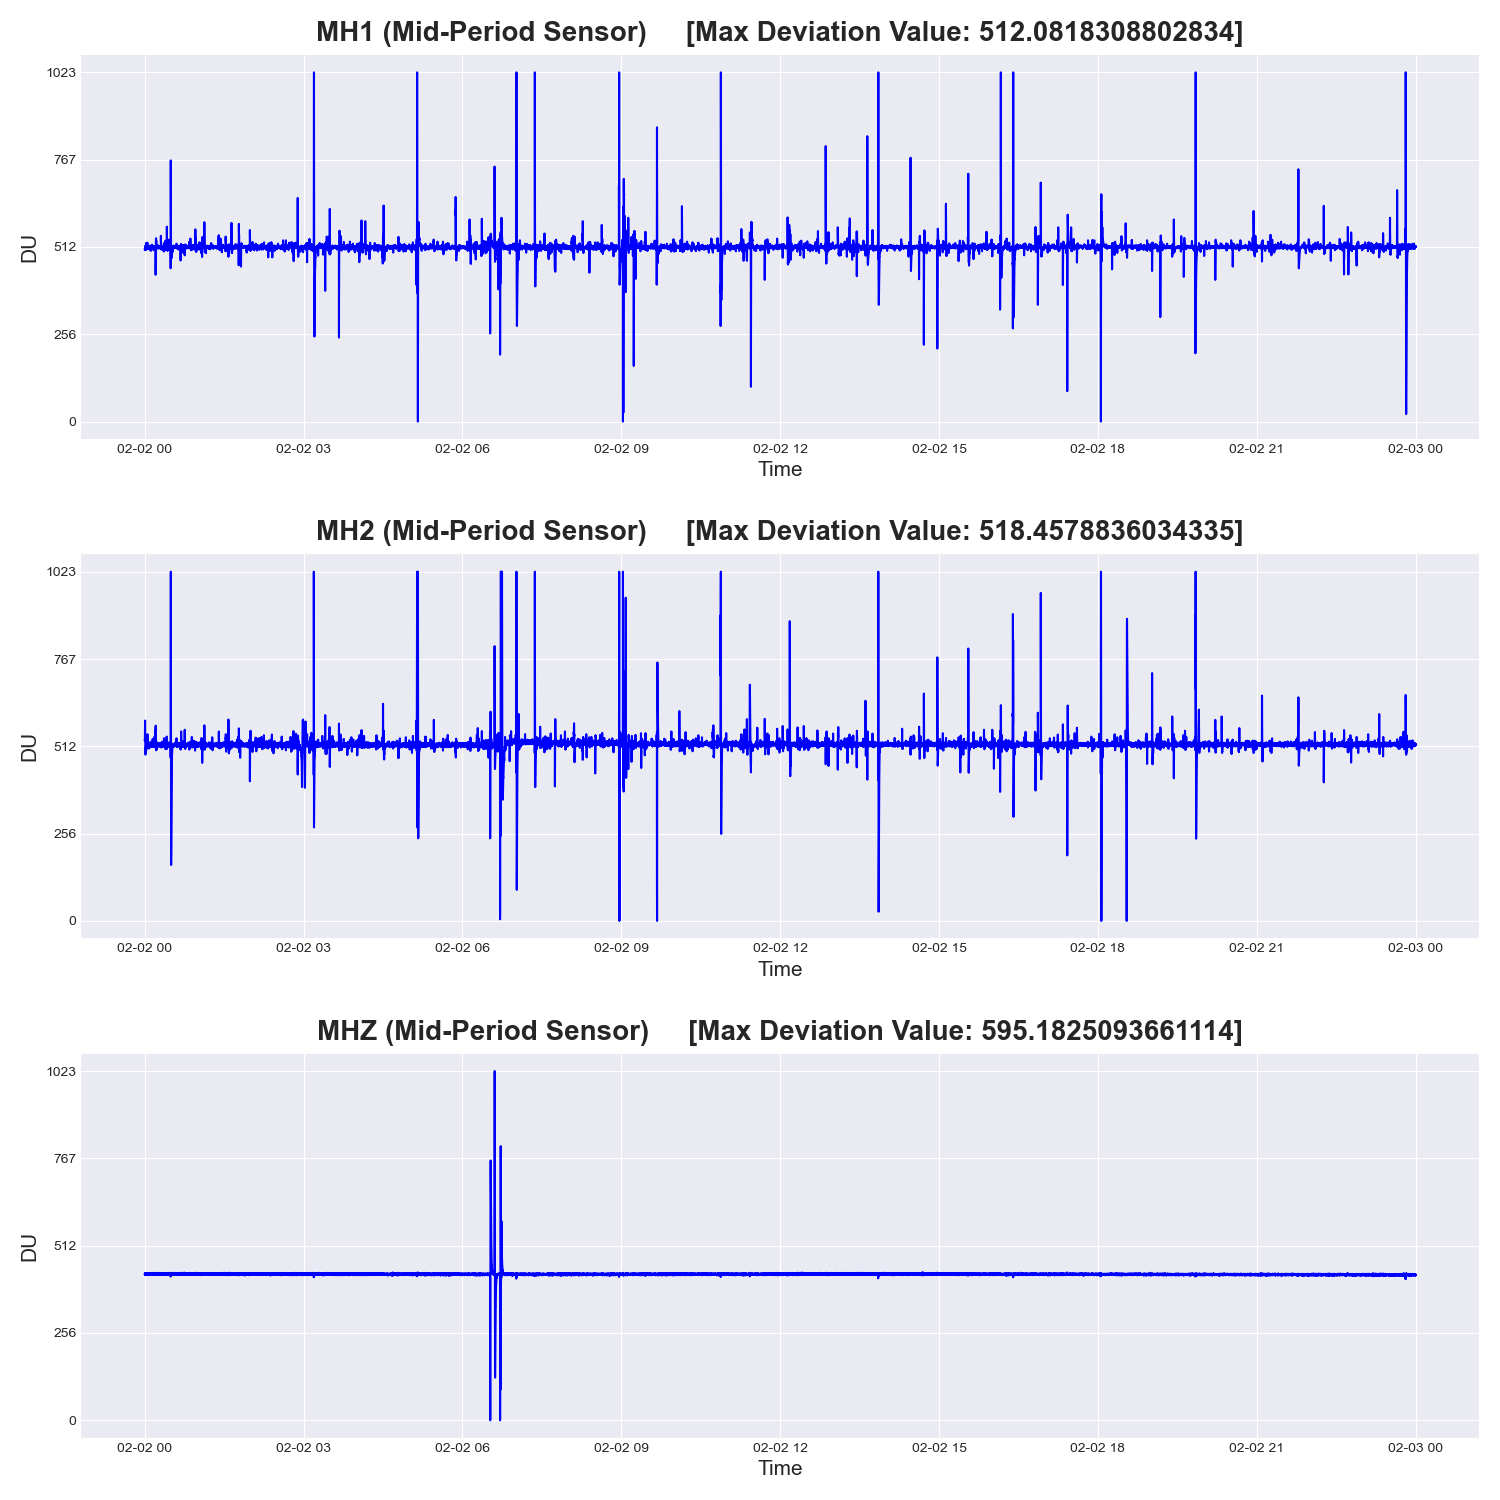 MH1 (Mid-Period Sensor) [Max Deviation Value: 512.0818308802834]
1023
767
512
256
0
DU
02-02 00 02-02 03 02-02 06 02-02 09 02-02 12 02-02 15 02-02 18 02-02 21 02-03 00
Time
MH2 (Mid-Period Sensor) [Max Deviation Value: 518.4578836034335]
1023
767
512
256
0
DU
02-02 00 02-02 03 02-02 06 02-02 09 02-02 12 02-02 15 02-02 18 02-02 21 02-03 00
Time
MHZ (Mid-Period Sensor) [Max Deviation Value: 595.1825093661114]
1023
767
512
256
0
DU
02-02 00 02-02 03 02-02 06 02-02 09 02-02 12 02-02 15 02-02 18 02-02 21 02-03 00
Time